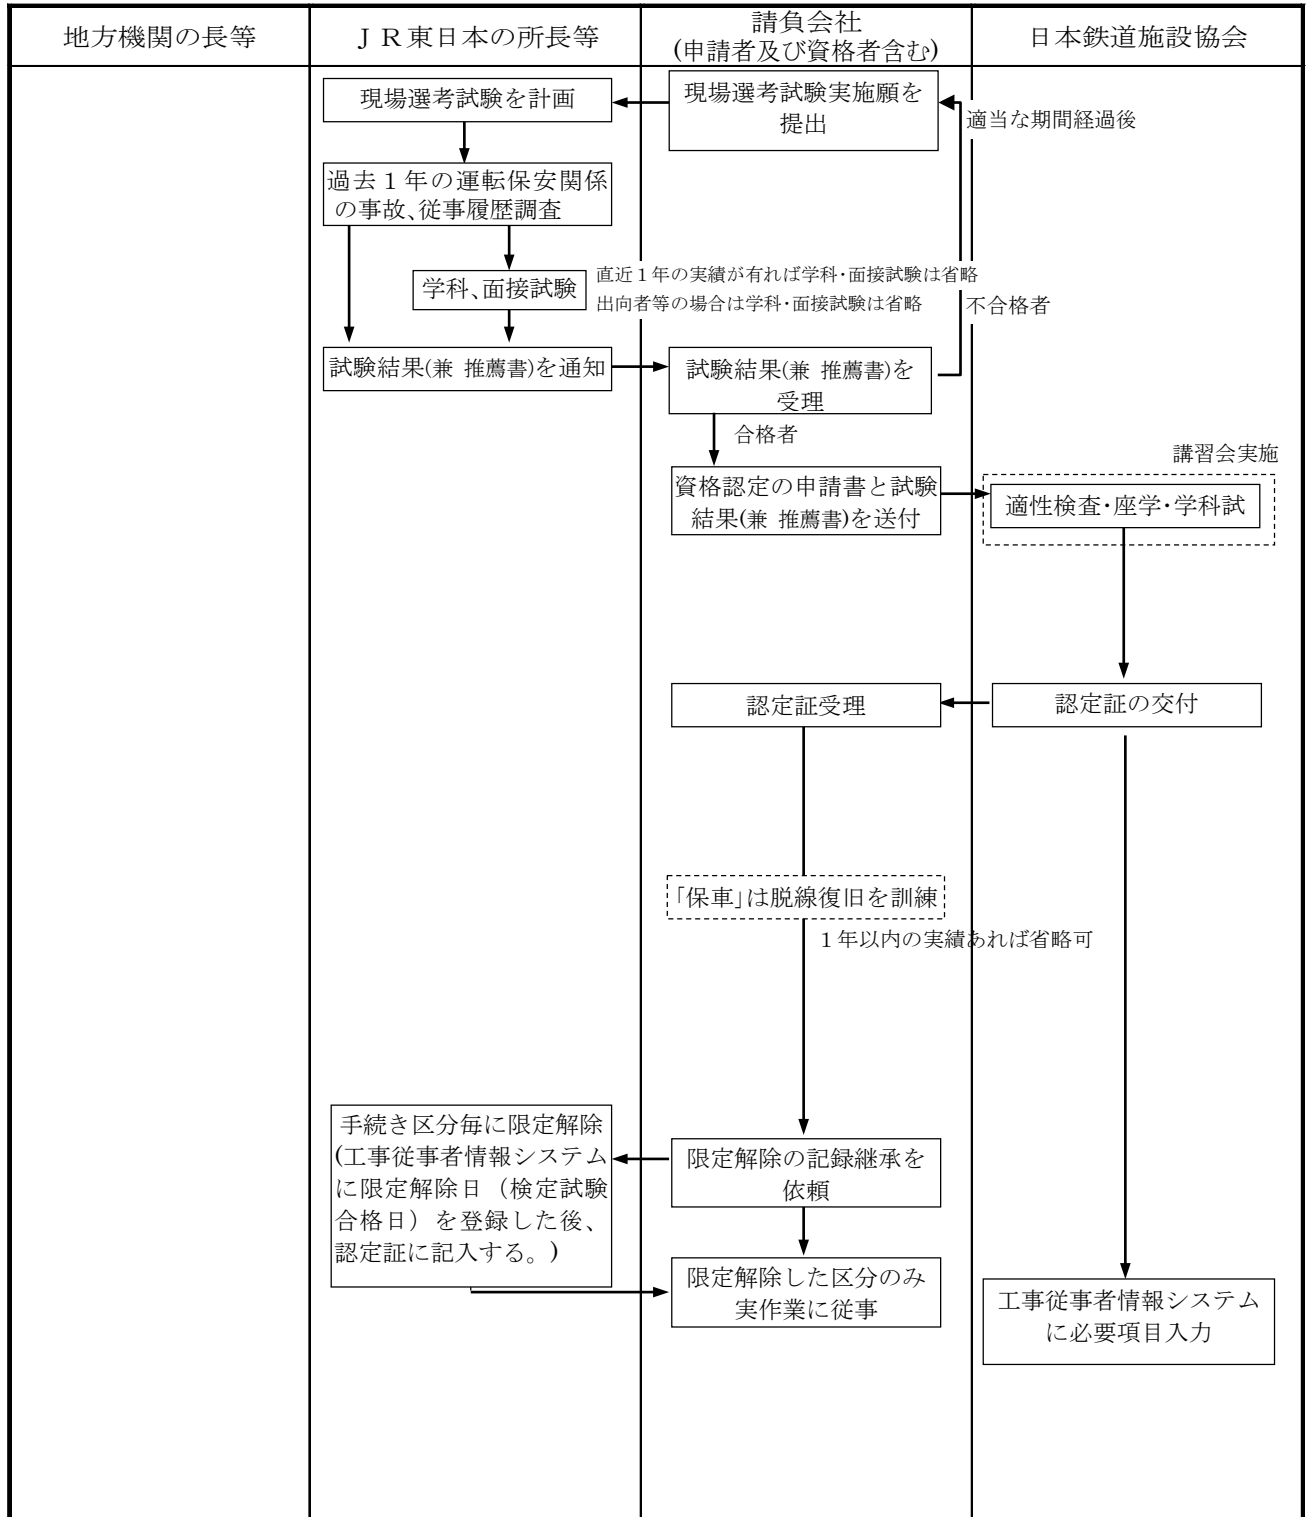 地方機関の長等
ＪＲ東日本の所長等
請負会社
(申請者及び資格者含む)
日本鉄道施設協会
現場選考試験を計画
現場選考試験実施願を
提出
適当な期間経過後
過去１年の運転保安関係
の事故、従事履歴調査
学科、面接試験
直近１年の実績が有れば学科・面接試験は省略
出向者等の場合は学科・面接試験は省略
不合格者
試験結果(兼 推薦書)を通知
試験結果(兼 推薦書)を
受理
合格者
講習会実施
資格認定の申請書と試験
結果(兼 推薦書)を送付
適性検査・座学・学科試
認定証受理
認定証の交付
「保車」は脱線復旧を訓練
１年以内の実績あれば省略可
手続き区分毎に限定解除
(工事従事者情報システム
に限定解除日（検定試験
合格日）を登録した後、
認定証に記入する。)
限定解除の記録継承を
依頼
限定解除した区分のみ
実作業に従事
工事従事者情報システム
に必要項目入力